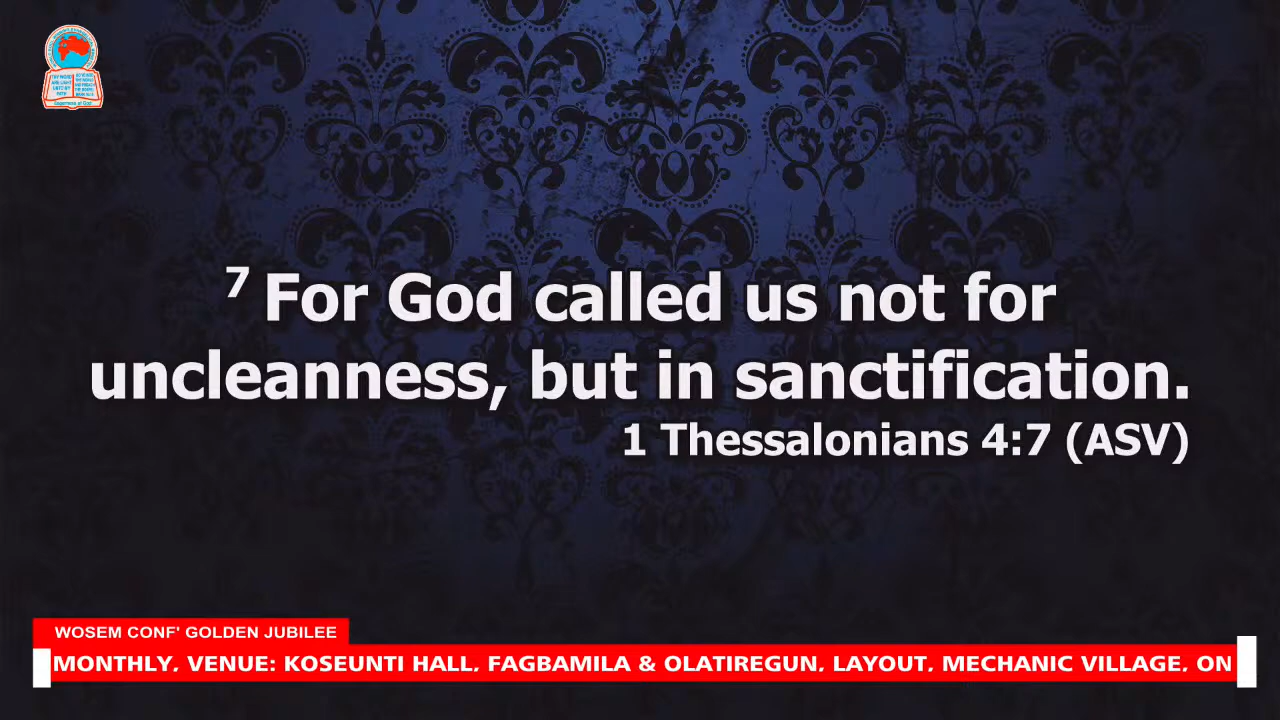 7 For God called us not for
uncleanness, but in sanctification.
1 Thessalonians 4:7 (ASV)
WOSEM CONF' GOLDEN JUBILEE
MONTHLY, VENUE: KOSEUNTI HALL, FAGBAMILA & OLATIREGUN, LAYOUT, MECHANIC VILLAGE, ON